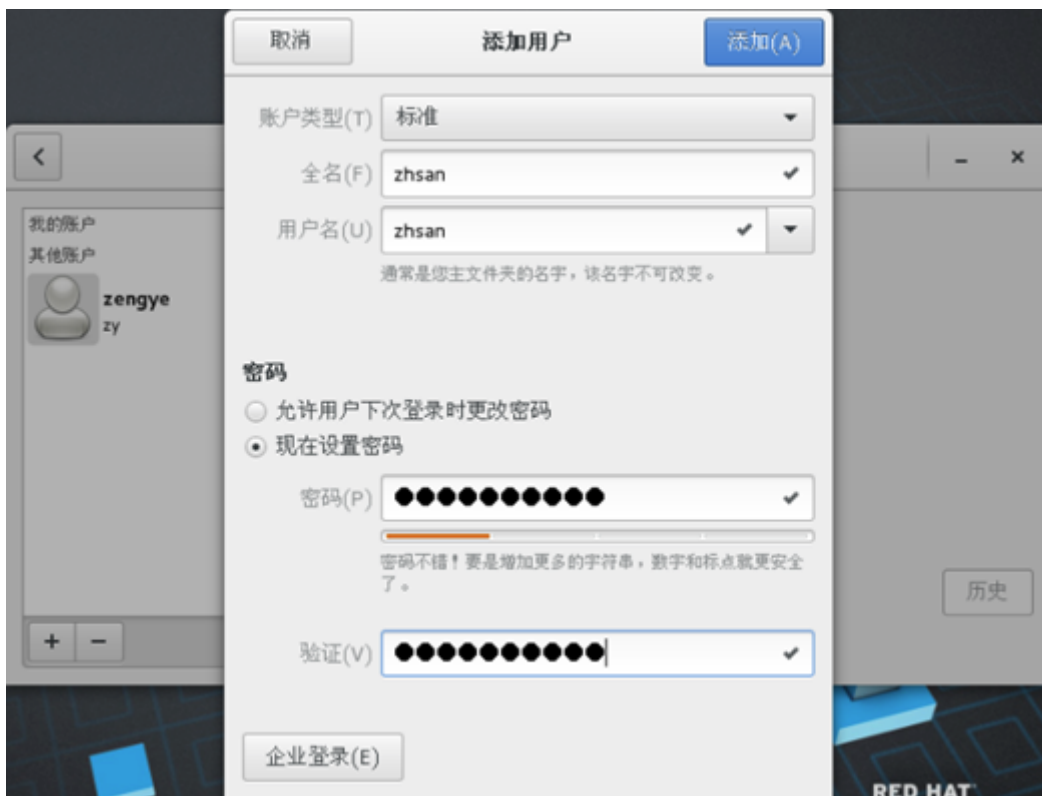 取消
添加用户
添加(A)
账户类型(T)
标准
全名(F)
zhsan
用户名(U)
zhsan
通常是您主文件夹的名字，该名字不可改变。
我的账户
其他账户
zengye
zy
密码
允许用户下次登录时更改密码
现在设置密码
密码(P)
●●●●●●●●●●
密码不错！要是增加更多的字符串，数字和标点就更安全
了。
历史
验证(V)
●●●●●●●●●●
企业登录(E)
RED HAT